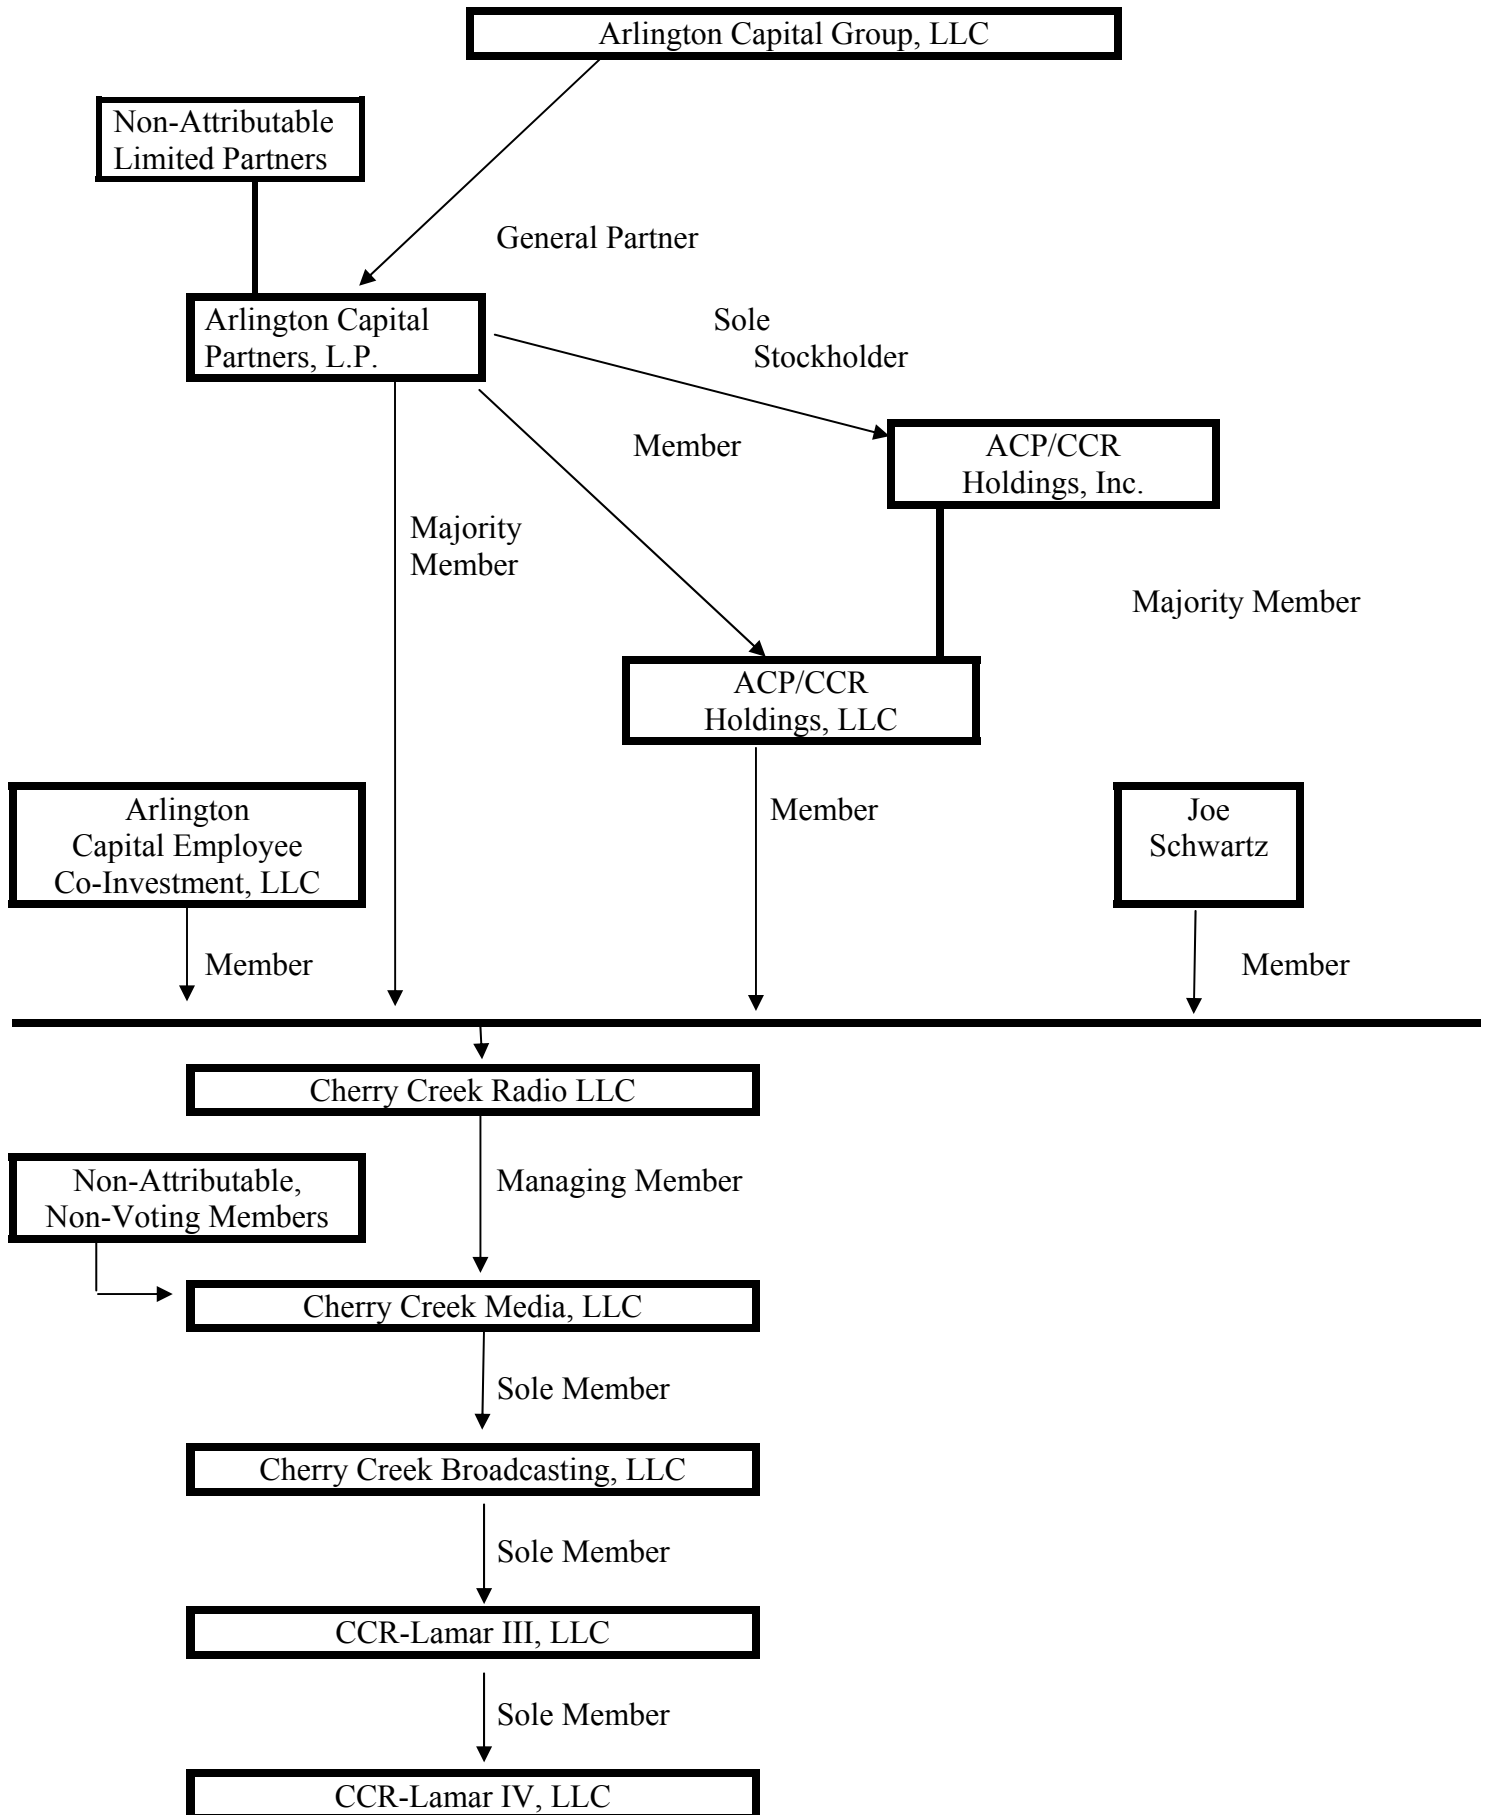 Arlington Capital Group, LLC
Non-Attributable
Limited Partners
General Partner
Arlington Capital
Partners, L.P.
Sole
Stockholder
Member
ACP/CCR
Holdings, Inc.
Majority
Member
Majority Member
ACP/CCR
Holdings, LLC
Arlington
Capital Employee
Co-Investment, LLC
Member
Joe
Schwartz
Member
Member
Cherry Creek Radio LLC
Non-Attributable,
Non-Voting Members
Managing Member
Cherry Creek Media, LLC
Sole Member
Cherry Creek Broadcasting, LLC
Sole Member
CCR-Lamar III, LLC
Sole Member
CCR-Lamar IV, LLC